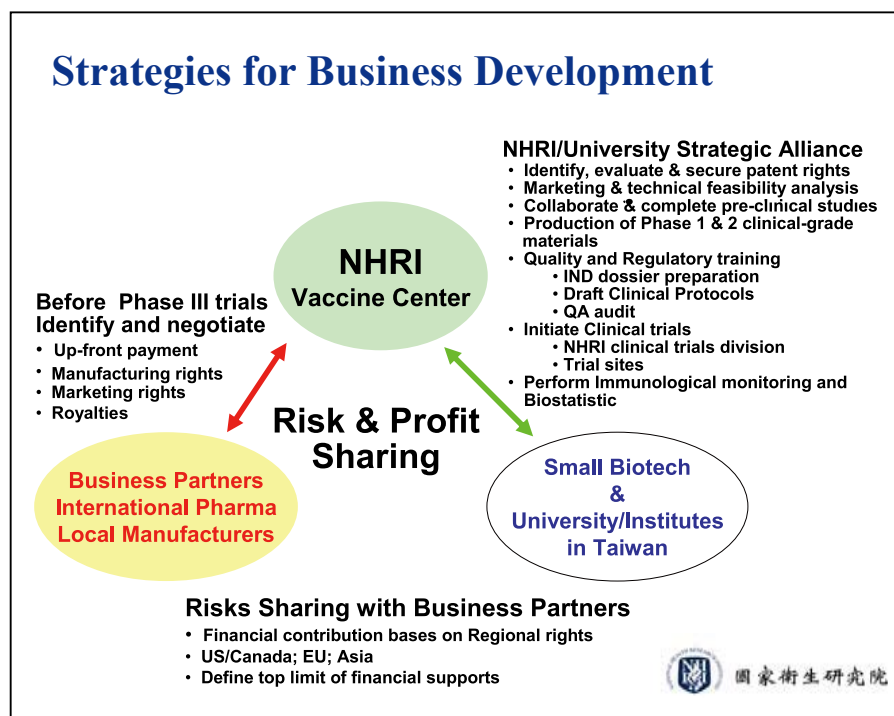 Strategies for Business Development
NHRI/University Strategic Alliance
• Identify, evaluate & secure patent rights
• Marketing & technical feasibility analysis
• Collaborate & complete pre-clinical studies
• Production of Phase 1 & 2 clinical-grade
materials
• Quality and Regulatory training
• IND dossier preparation
• Draft Clinical Protocols
• QA audit
• Initiate Clinical trials
• NHRI clinical trials division
• Trial sites
• Perform Immunological monitoring and
Biostatistic
NHRI
Vaccine Center
Before Phase III trials
Identify and negotiate
• Up-front payment
• Manufacturing rights
• Marketing rights
• Royalties
Risk & Profit
Sharing
Business Partners
International Pharma
Local Manufacturers
Small Biotech
&
University/Institutes
in Taiwan
Risks Sharing with Business Partners
• Financial contribution bases on Regional rights
• US/Canada; EU; Asia
• Define top limit of financial supports
國家衛生研究院